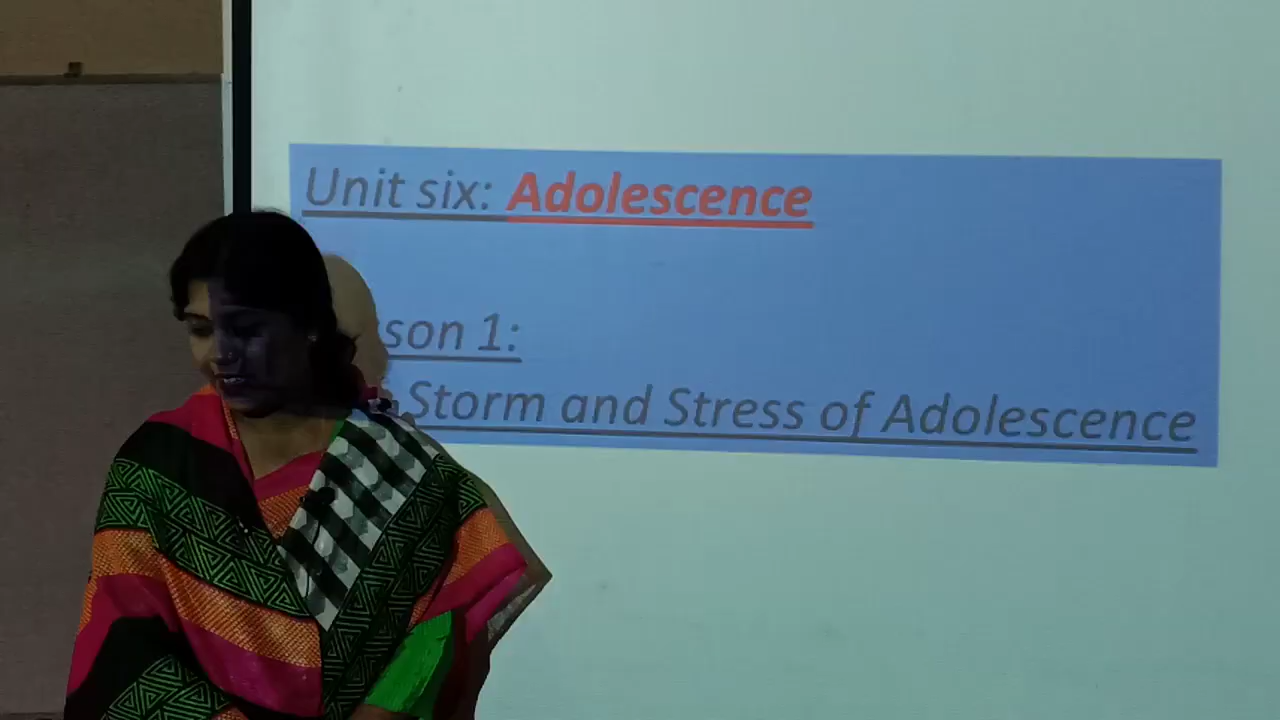 Unit six: Adolescence
son 1:
Storm and Stress of Adolescence